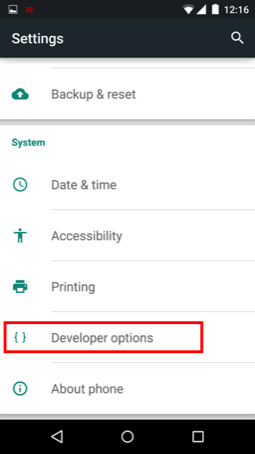 12:16
Settings
Backup & reset
System
Date & time
Accessibility
Printing
{ } Developer options
About phone